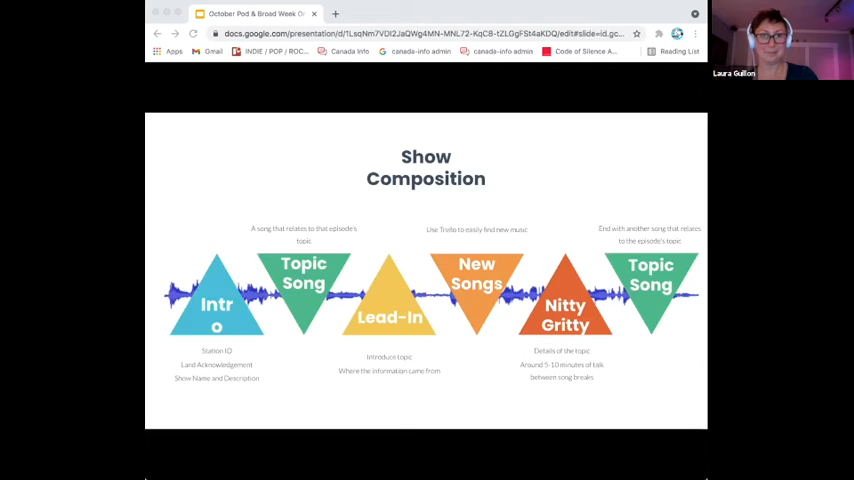 October Pod & Broad Week Or
docs.google.com/presentation/d/1LsqNm7VDI2JaQWg4MN-MNL72-KqC8-tZLGgFSt4aKDQ/edit#slide=id.gc...
Apps
Gmail
INDIE / POP / ROC...
Canada Info
canada-info admin
canada-info admin
Code of Silence A...
Reading List
Laura Guillon
Show
Composition
A song that relates to that episode's
topic
Use Trello to easily find new music
End with another song that relates
to the episode's topic
Intr
o
Topic
Song
Lead-In
New
Songs
Nitty
Gritty
Topic
Song
Station ID
Land Acknowledgement
Show Name and Description
Introduce topic
Where the information came from
Details of the topic
Around 5-10 minutes of talk
between song breaks